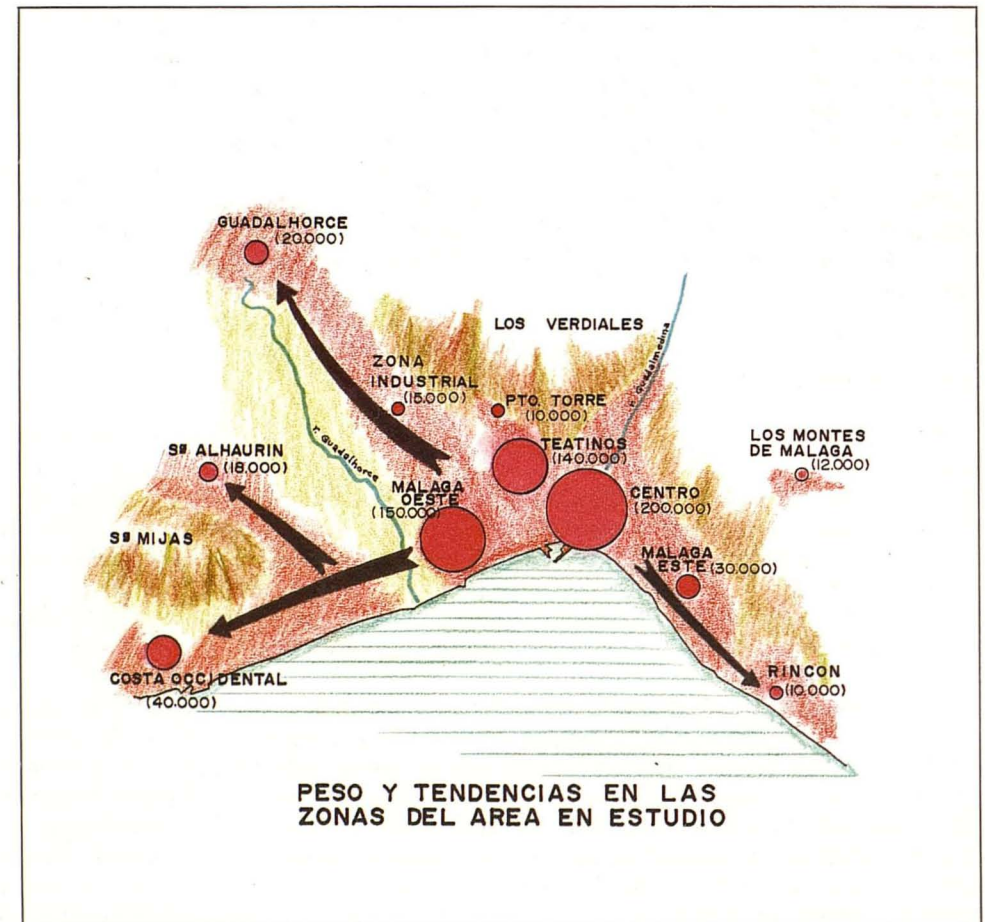 GUADALHORCE
(20.000)
LOS VERDIALES
r. Guadalmedina
ZONA
INDUSTRIAL
(15.000)
PTO. TORRE
(10.000)
TEATINOS
(140.000)
LOS MONTES
DE MALAGA
(12.000)
Sª ALHAURIN
(18.000)
r. Guadalhorce
MALAGA
OESTE
(150.000)
CENTRO
(200.000)
Sª MIJAS
MALAGA
ESTE (30.000)
COSTA OCCIDENTAL
(40.000)
RINCON
(10.000)
PESO Y TENDENCIAS EN LAS
ZONAS DEL AREA EN ESTUDIO